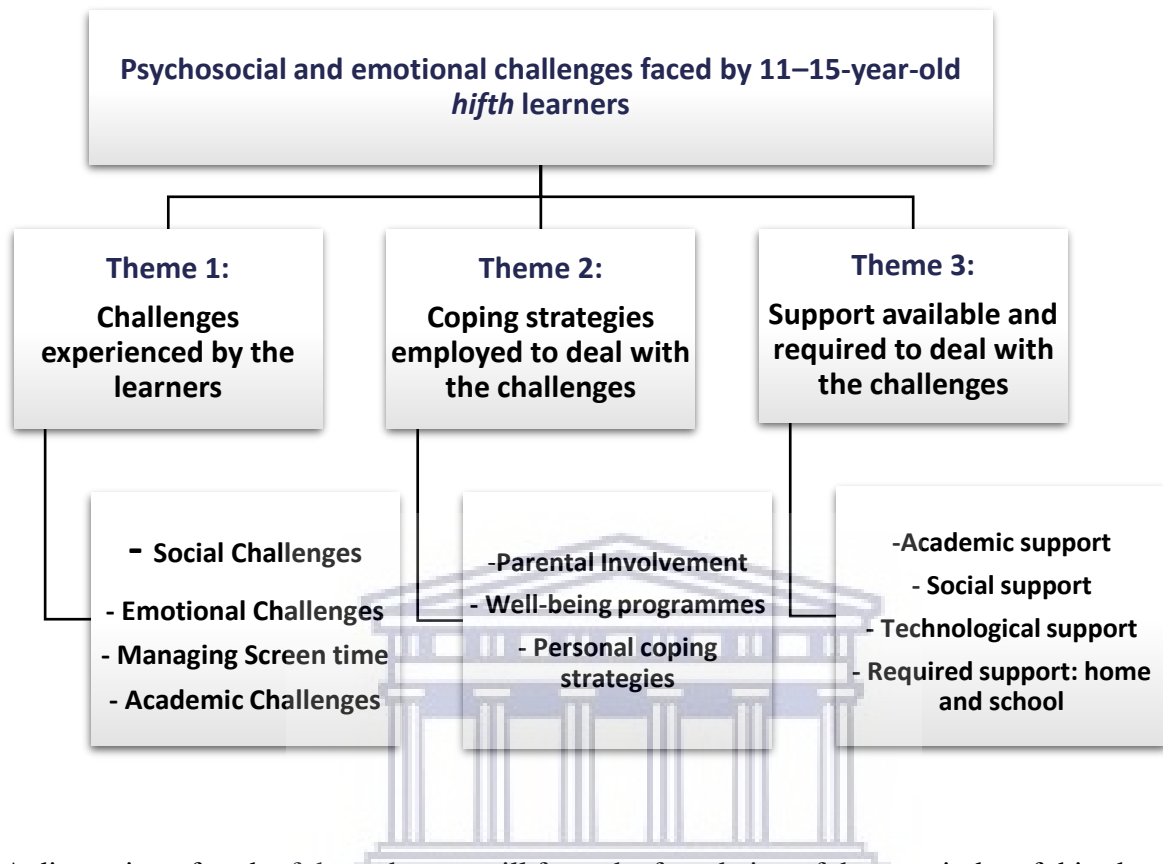 Psychosocial and emotional challenges faced by 11–15-year-old
hifth learners
Theme 1:
Challenges
experienced by the
learners
- Social Challenges
- Emotional Challenges
- Managing Screen time
- Academic Challenges
Theme 2:
Coping strategies
employed to deal with
the challenges
-Parental Involvement
- Well-being programmes
- Personal coping
strategies
Theme 3:
Support available and
required to deal with
the challenges
-Academic support
- Social support
- Technological support
- Required support: home
and school